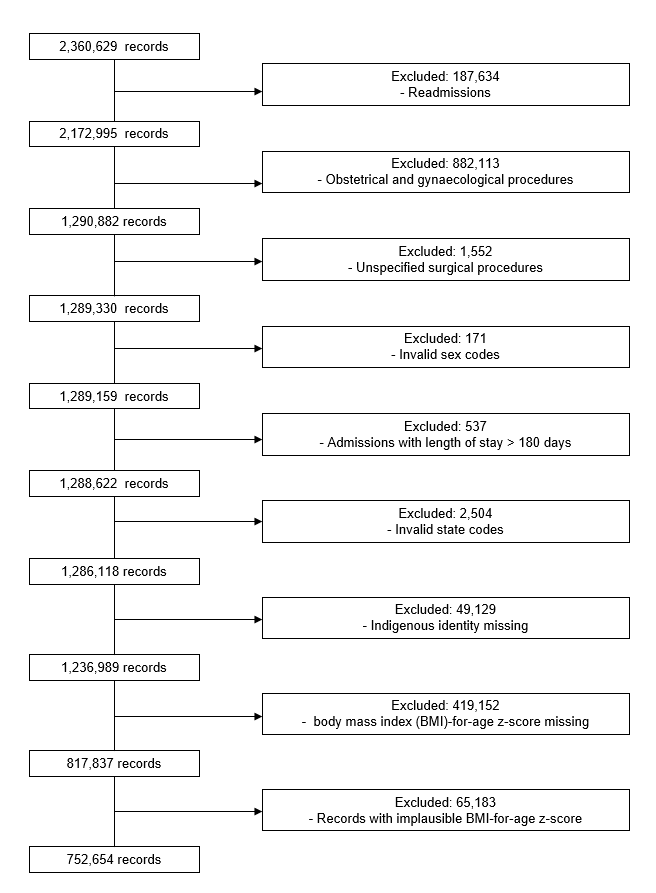 2,360,629 records
Excluded: 187,634
- Readmissions
2,172,995 records
Excluded: 882,113
- Obstetrical and gynaecological procedures
1,290,882 records
Excluded: 1,552
- Unspecified surgical procedures
1,289,330 records
Excluded: 171
- Invalid sex codes
1,289,159 records
Excluded: 537
- Admissions with length of stay > 180 days
1,288,622 records
Excluded: 2,504
- Invalid state codes
1,286,118 records
Excluded: 49,129
- Indigenous identity missing
1,236,989 records
Excluded: 419,152
- body mass index (BMI)-for-age z-score missing
817,837 records
Excluded: 65,183
- Records with implausible BMI-for-age z-score
752,654 records